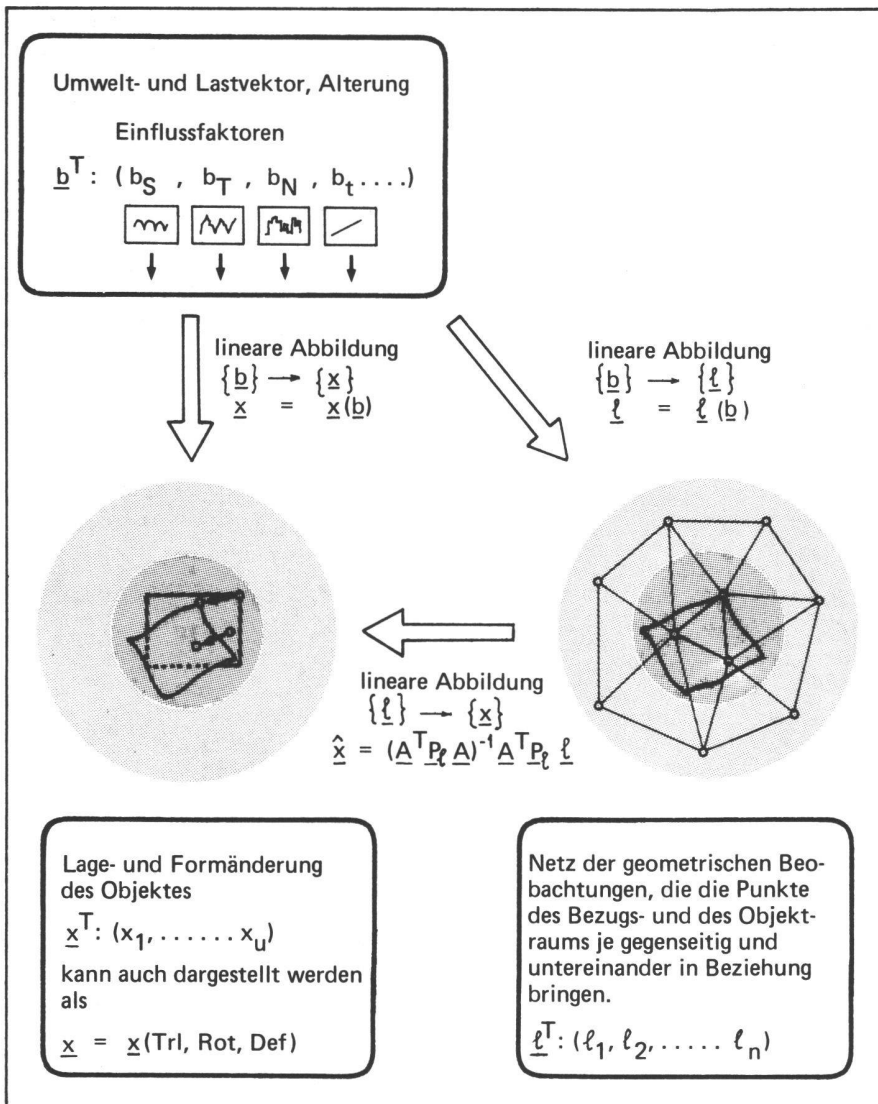 Umwelt- und Lastvektor, Alterung
Einflussfaktoren
b^T : (b_S , b_T , b_N , b_t . . . .)
lineare Abbildung
{b} → {x}
x = x(b)
lineare Abbildung
{b} → {ℓ}
ℓ = ℓ(b)
lineare Abbildung
{ℓ} → {x}
x̂ = (A^T P_ℓ A)^-1 A^T P_ℓ ℓ
Lage- und Formänderung
des Objektes
x^T: (x_1, . . . . . . x_u)
kann auch dargestellt werden
als
x = x(Trl, Rot, Def)
Netz der geometrischen Beo-
bachtungen, die die Punkte
des Bezugs- und des Objekt-
raums je gegenseitig und
untereinander in Beziehung
bringen.
ℓ^T: (ℓ_1, ℓ_2, . . . . . ℓ_n)